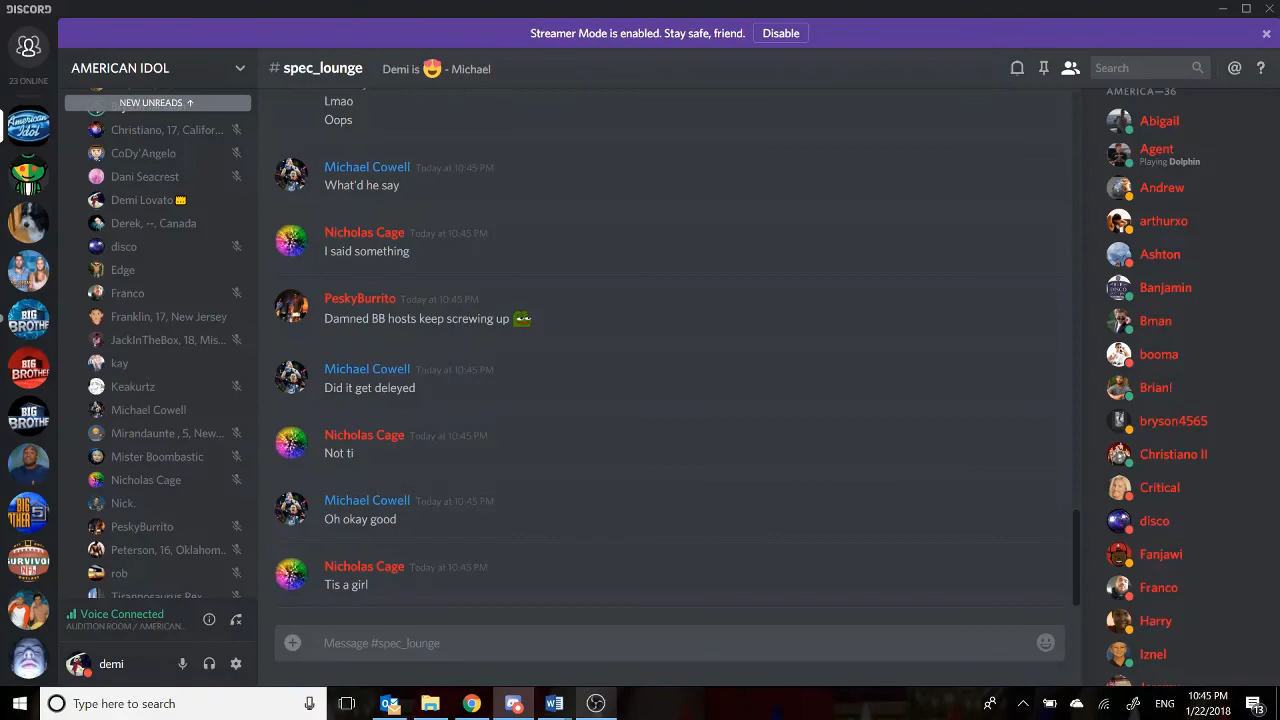 DISCORD
Streamer Mode is enabled. Stay safe, friend.
Disable
23 ONLINE
AMERICAN IDOL
# spec_lounge
Demi is 😍 - Michael
Search
NEW UNREADS ↑
Christiano, 17, Califor...
CoDy'Angelo
Dani Seacrest
Demi Lovato 👑
Derek, --, Canada
disco
Edge
Franco
Franklin, 17, New Jersey
JackInTheBox, 18, Mis...
kay
Keakurtz
Michael Cowell
Mirandaunte , 5, New...
Mister Boombastic
Nicholas Cage
Nick.
PeskyBurrito
Peterson, 16, Oklahom...
rob
Tirannosaurus Rex
Voice Connected
AUDITION ROOM / AMERICAN...
demi
Lmao
Oops
Michael Cowell Today at 10:45 PM
What'd he say
Nicholas Cage Today at 10:45 PM
I said something
PeskyBurrito Today at 10:45 PM
Damned BB hosts keep screwing up
Michael Cowell Today at 10:45 PM
Did it get deleyed
Nicholas Cage Today at 10:45 PM
Not ti
Michael Cowell Today at 10:45 PM
Oh okay good
Nicholas Cage Today at 10:45 PM
Tis a girl
Message #spec_lounge
AMERICA—36
Abigail
Agent
Playing Dolphin
Andrew
arthurxo
Ashton
Banjamin
Bman
booma
Brian!
bryson4565
Christiano II
Critical
disco
Fanjawi
Franco
Harry
Iznel
Type here to search
ENG
10:45 PM
1/22/2018
13